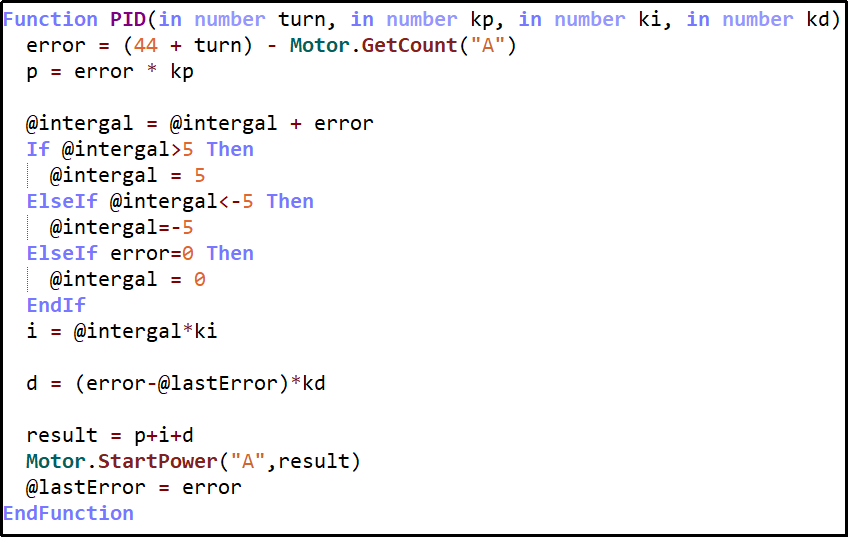 Function PID(in number turn, in number kp, in number ki, in number kd)
error = (44 + turn) - Motor.GetCount("A")
p = error * kp
@intergal = @intergal + error
If @intergal>5 Then
@intergal = 5
ElseIf @intergal<-5 Then
@intergal=-5
ElseIf error=0 Then
@intergal = 0
EndIf
i = @intergal*ki
d = (error-@lastError)*kd
result = p+i+d
Motor.StartPower("A",result)
@lastError = error
EndFunction